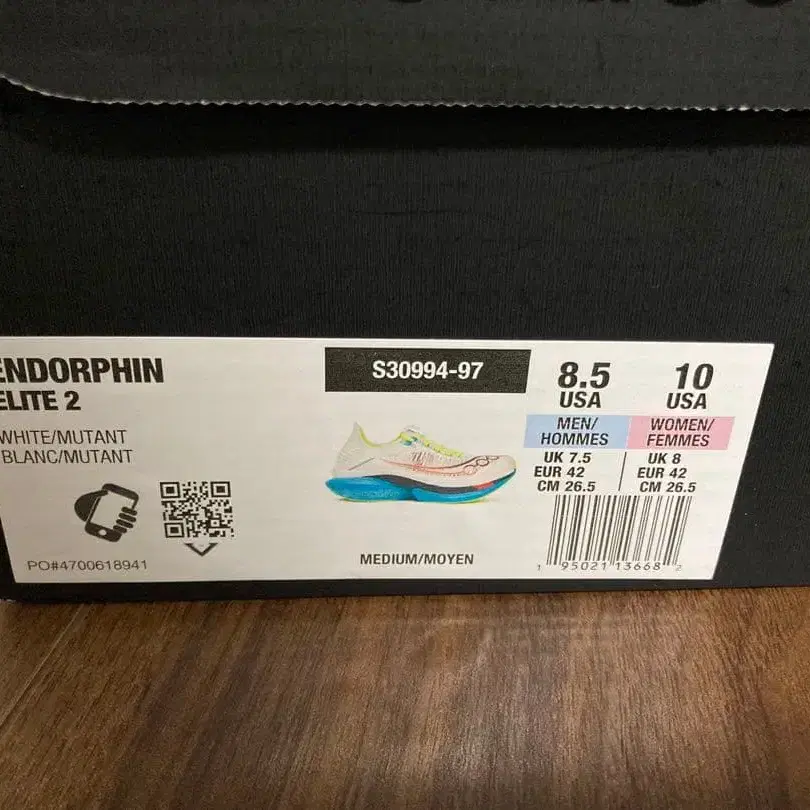 ENDORPHIN
ELITE 2
WHITE/MUTANT
BLANC/MUTANT
PO#4700618941
S30994-97
MEDIUM/MOYEN
8.5
USA
MEN/
HOMMES
UK 7.5
EUR 42
CM 26.5
10
USA
WOMEN/
FEMMES
UK 8
EUR 42
CM 26.5
1 95021 13668 2